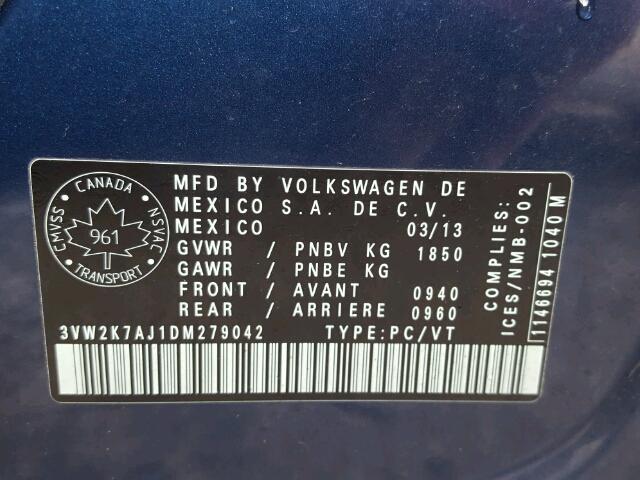 CANADA
CMVSS
NSVAC
961
TRANSPORT
MFD BY VOLKSWAGEN DE
MEXICO S.A. DE C.V.
MEXICO 03/13
GVWR / PNBV KG 1850
GAWR / PNBE KG
FRONT / AVANT 0940
REAR / ARRIERE 0960
3VW2K7AJ1DM279042 TYPE:PC/VT
COMPLIES:
ICES/NMB-002
1146694 1040 M